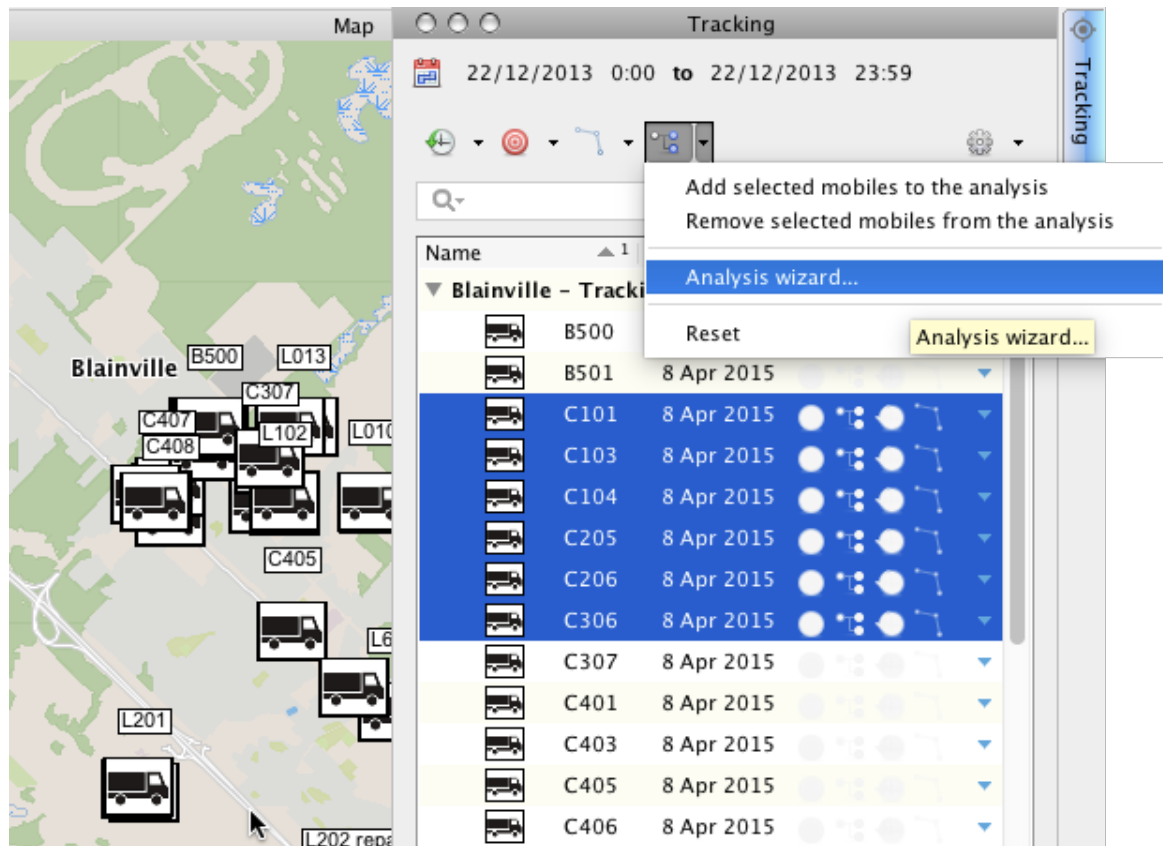 Map
Tracking
22/12/2013 0:00 to 22/12/2013 23:59
Tracking
Add selected mobiles to the analysis
Remove selected mobiles from the analysis
Analysis wizard...
Reset
Analysis wizard...
Name 1
Blainville – Tracki
B500
B501 8 Apr 2015
C101 8 Apr 2015
C103 8 Apr 2015
C104 8 Apr 2015
C205 8 Apr 2015
C206 8 Apr 2015
C306 8 Apr 2015
C307 8 Apr 2015
C401 8 Apr 2015
C403 8 Apr 2015
C405 8 Apr 2015
C406 8 Apr 2015
Blainville
B500
L013
C307
C407
L102
L010
C408
C405
L6
L201
L202 repa